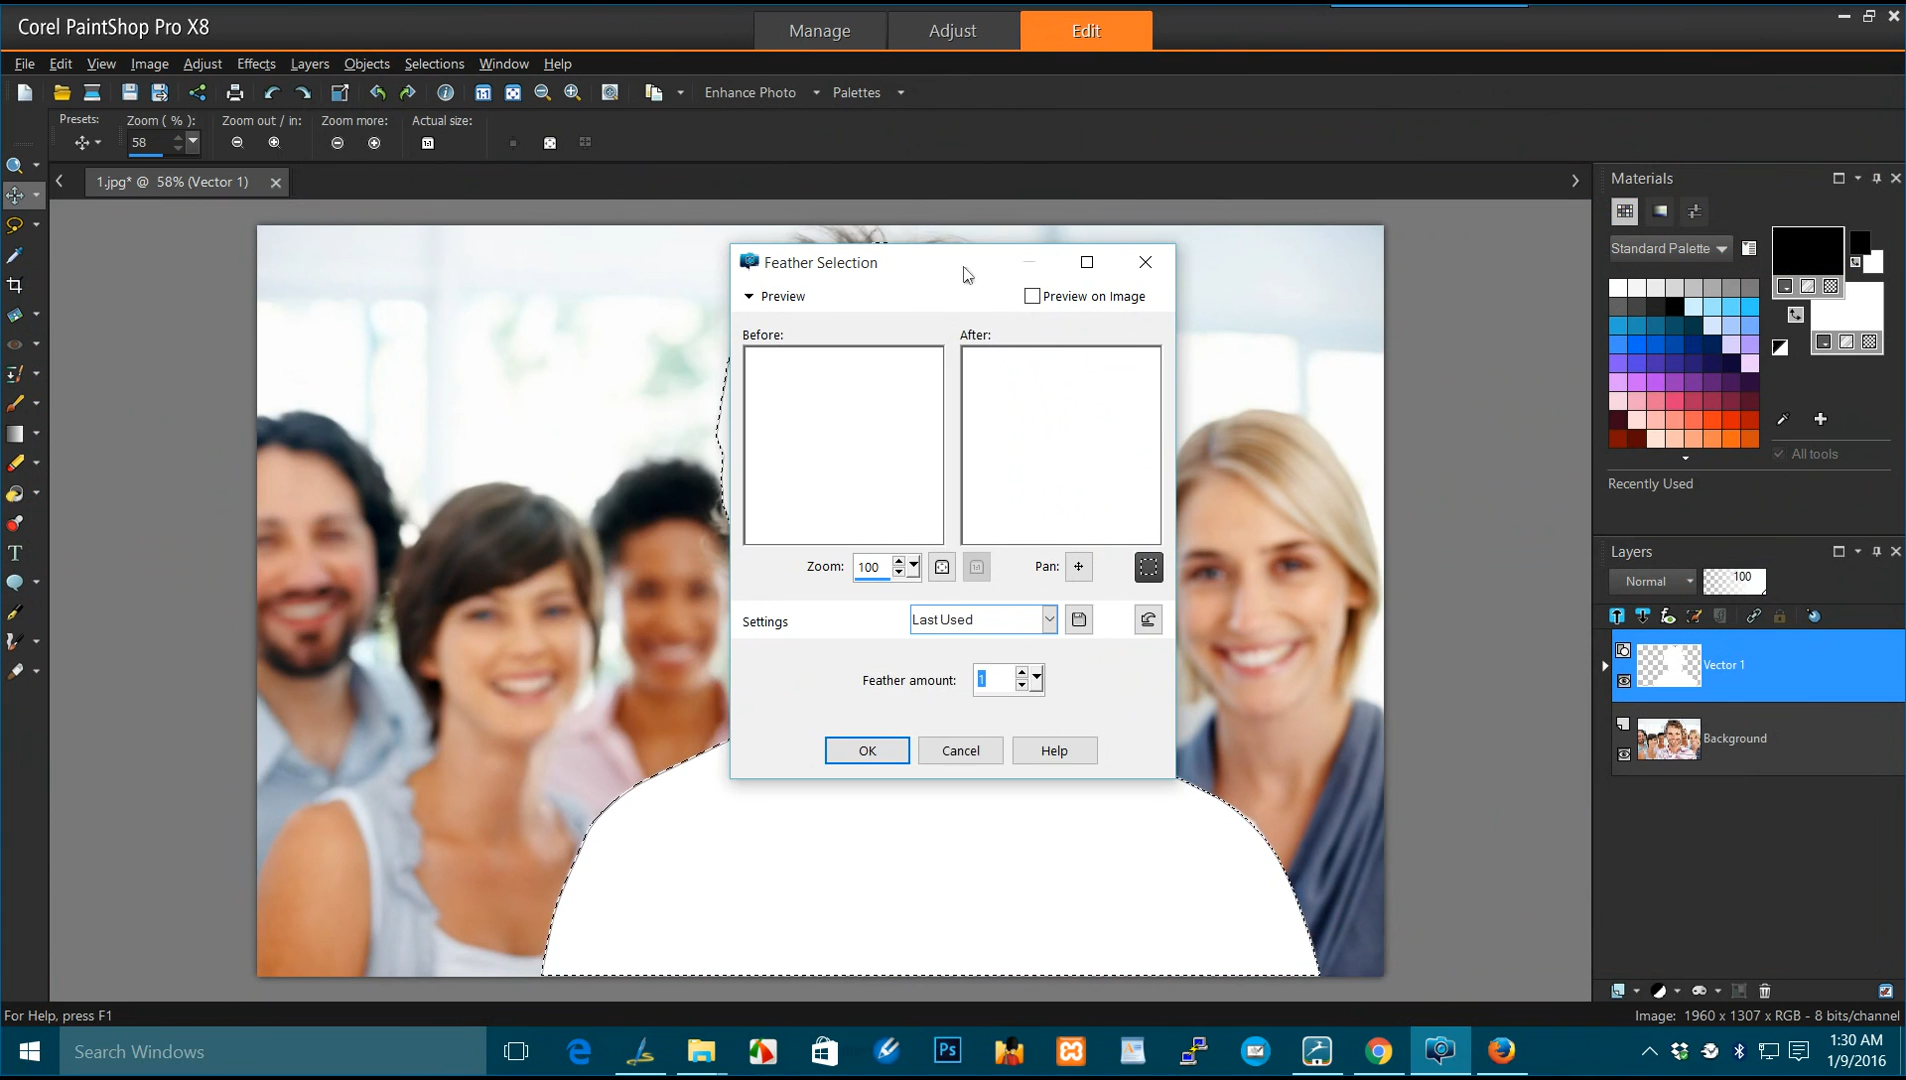 Corel PaintShop Pro X8
Manage
Adjust
Edit
File Edit View Image Adjust Effects Layers Objects Selections Window Help
Enhance Photo
Palettes
Presets:
Zoom ( % ):
Zoom out / in:
Zoom more:
Actual size:
58
1.jpg* @ 58% (Vector 1)
Feather Selection
Preview
Preview on Image
Before:
After:
Zoom:
100
Pan:
Settings
Last Used
Feather amount:
1
OK
Cancel
Help
Materials
Standard Palette
All tools
Recently Used
Layers
Normal
100
Vector 1
Background
For Help, press F1
Image: 1960 x 1307 x RGB - 8 bits/channel
Search Windows
Ps
1:30 AM
1/9/2016